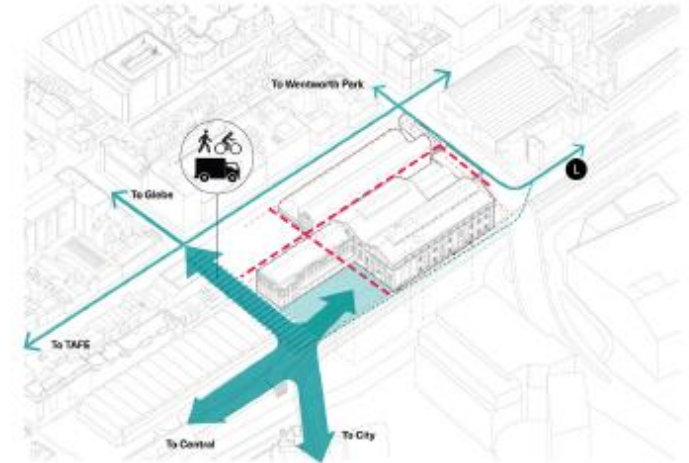 To Wentworth Park
To Glebe
L
To TAFE
To Central
To City